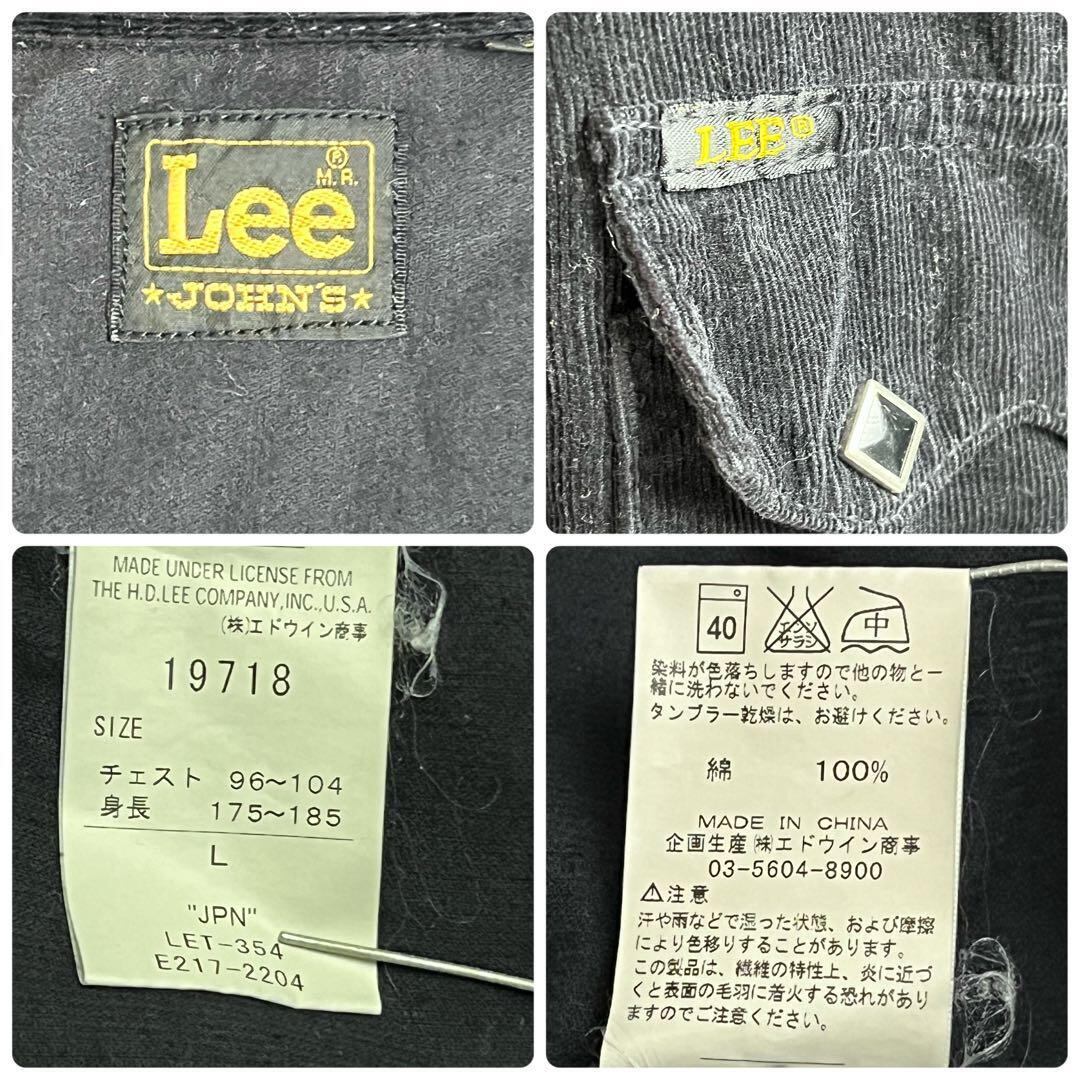 Lee
®
M.R.
★JOHN'S★
LEE®
MADE UNDER LICENSE FROM
THE H.D.LEE COMPANY,INC.,U.S.A.
(株)エドウイン商事
19718
SIZE
チェスト 96〜104
身長 175〜185
L
"JPN"
LET-354
E217-2204
40
エンソ
サラシ
中
染料が色落ちしますので他の物と一
緒に洗わないでください。
タンブラー乾燥は、お避けください。
綿 100%
MADE IN CHINA
企画生産 ㈱エドウイン商事
03-5604-8900
⚠注意
汗や雨などで湿った状態、および摩擦
により色移りすることがあります。
この製品は、繊維の特性上、炎に近づ
くと表面の毛羽に着火する恐れがあり
ますのでご注意ください。